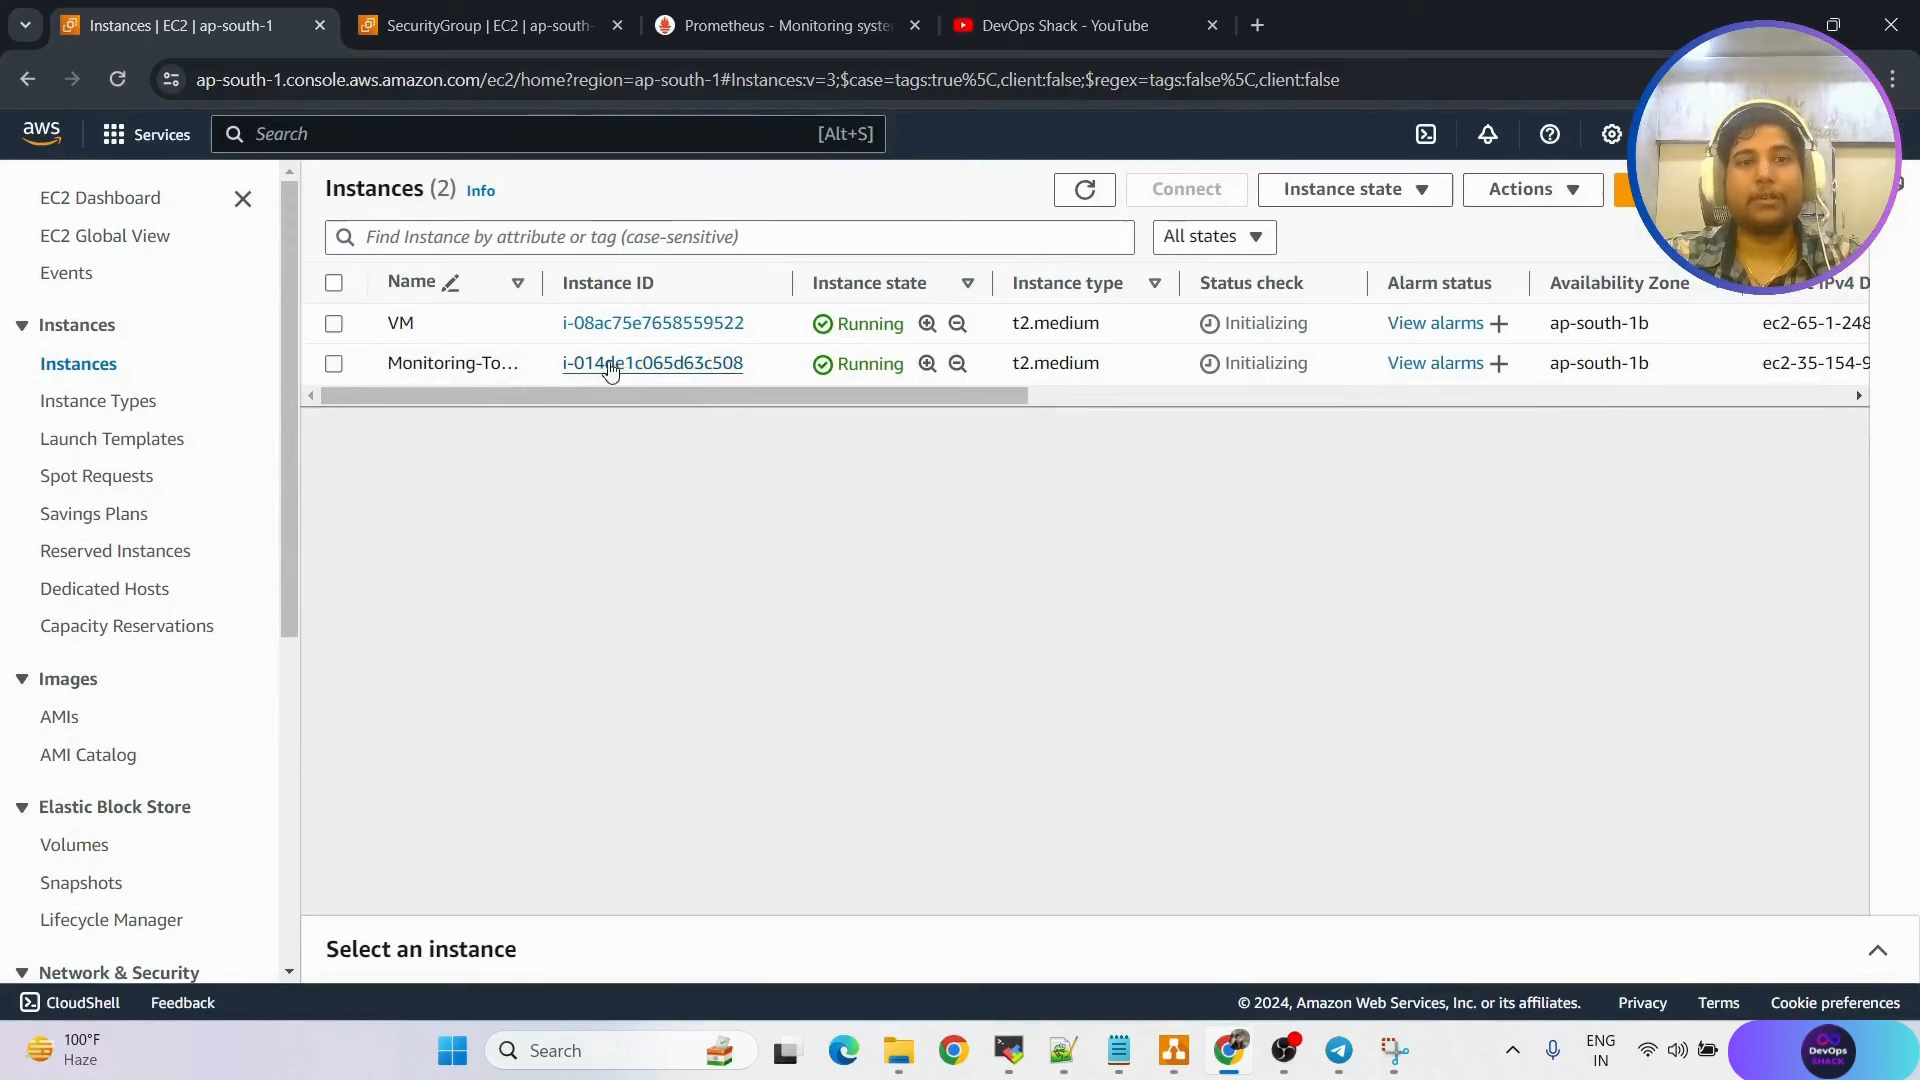 Instances | EC2 | ap-south-1
SecurityGroup | EC2 | ap-south-
Prometheus - Monitoring syste
DevOps Shack - YouTube
ap-south-1.console.aws.amazon.com/ec2/home?region=ap-south-1#Instances:v=3;$case=tags:true%5C,client:false;$regex=tags:false%5C,client:false
aws
Services
Search
[Alt+S]
EC2 Dashboard
EC2 Global View
Events
Instances
Instances
Instance Types
Launch Templates
Spot Requests
Savings Plans
Reserved Instances
Dedicated Hosts
Capacity Reservations
Images
AMIs
AMI Catalog
Elastic Block Store
Volumes
Snapshots
Lifecycle Manager
Network & Security
Instances (2) Info
Connect
Instance state
Actions
Find Instance by attribute or tag (case-sensitive)
All states
Name Instance ID Instance state Instance type Status check Alarm status Availability Zone IPv4 D
VM i-08ac75e7658559522 Running t2.medium Initializing View alarms ap-south-1b ec2-65-1-248
Monitoring-To... i-014de1c065d63c508 Running t2.medium Initializing View alarms ap-south-1b ec2-35-154-9
Select an instance
CloudShell
Feedback
© 2024, Amazon Web Services, Inc. or its affiliates.
Privacy
Terms
Cookie preferences
100°F
Haze
Search
ENG
IN
DevOps
SHACK